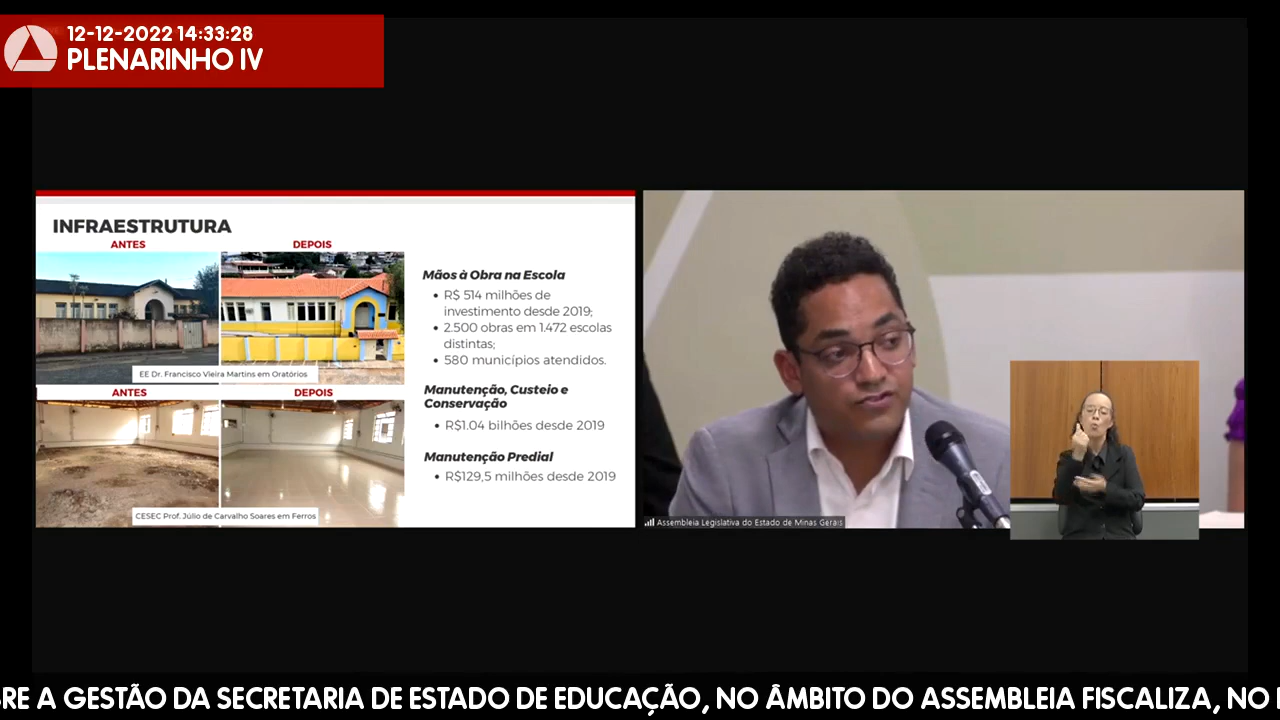 12-12-2022 14:33:28
PLENARINHO IV
INFRAESTRUTURA
ANTES
DEPOIS
EE Dr. Francisco Vieira Martins em Oratórios
ANTES
DEPOIS
CESEC Prof. Júlio de Carvalho Soares em Ferros
Mãos à Obra na Escola
• R$ 514 milhões de
investimento desde 2019;
• 2.500 obras em 1.472 escolas
distintas;
• 580 municípios atendidos.
Manutenção, Custeio e
Conservação
• R$1.04 bilhões desde 2019
Manutenção Predial
• R$129,5 milhões desde 2019
Assembleia Legislativa do Estado de Minas Gerais
RE A GESTÃO DA SECRETARIA DE ESTADO DE EDUCAÇÃO, NO ÂMBITO DO ASSEMBLEIA FISCALIZA, NO